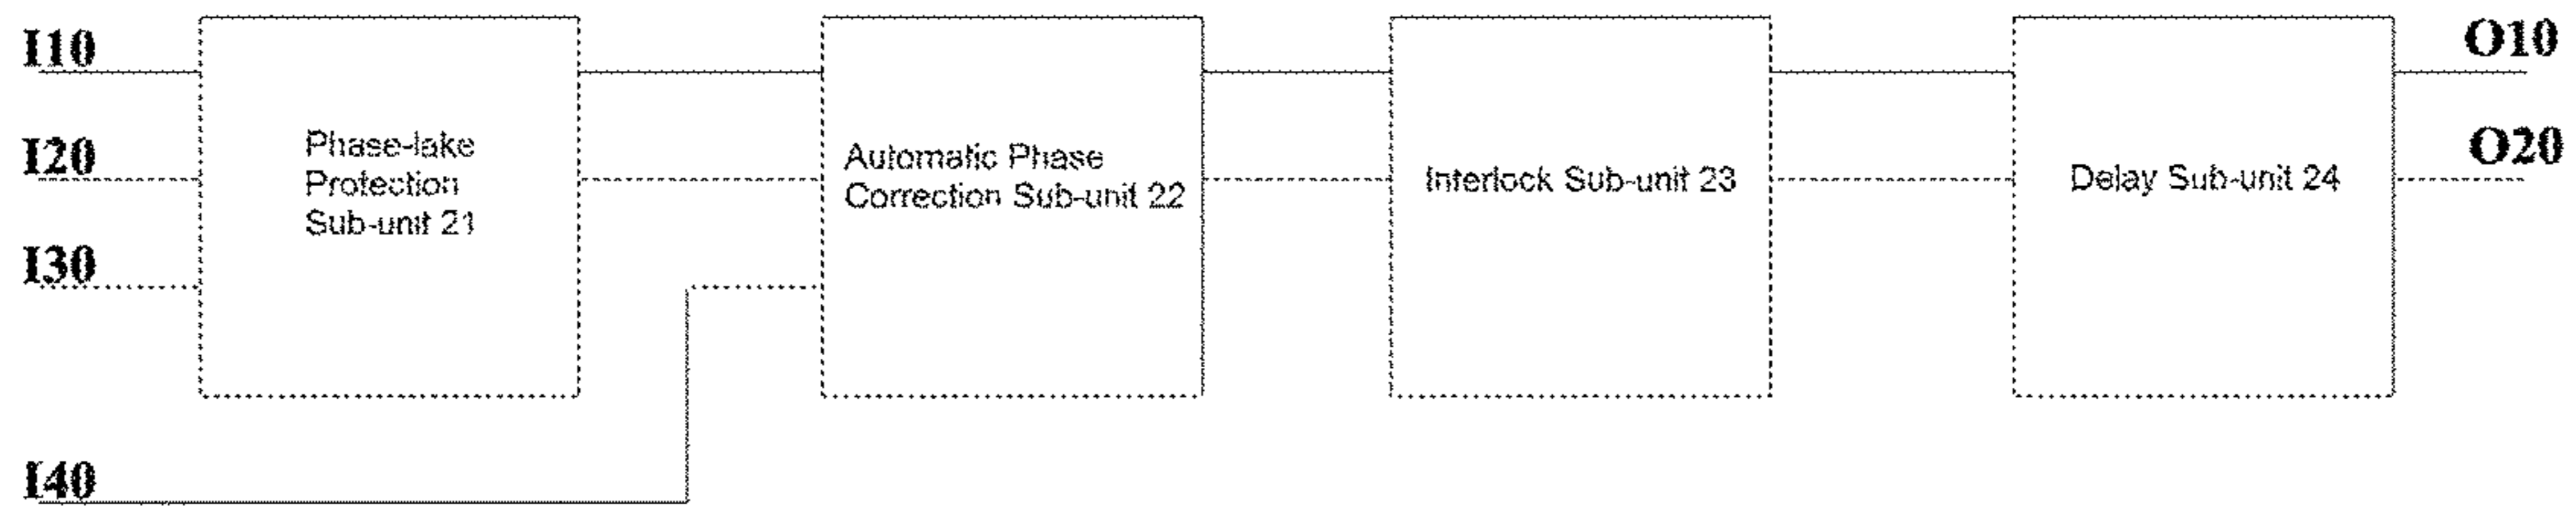 I10
I20
I30
I40
Phase-lake
Protection
Sub-unit 21
Automatic Phase
Correction Sub-unit 22
Interlock Sub-unit 23
Delay Sub-unit 24
O10
O20